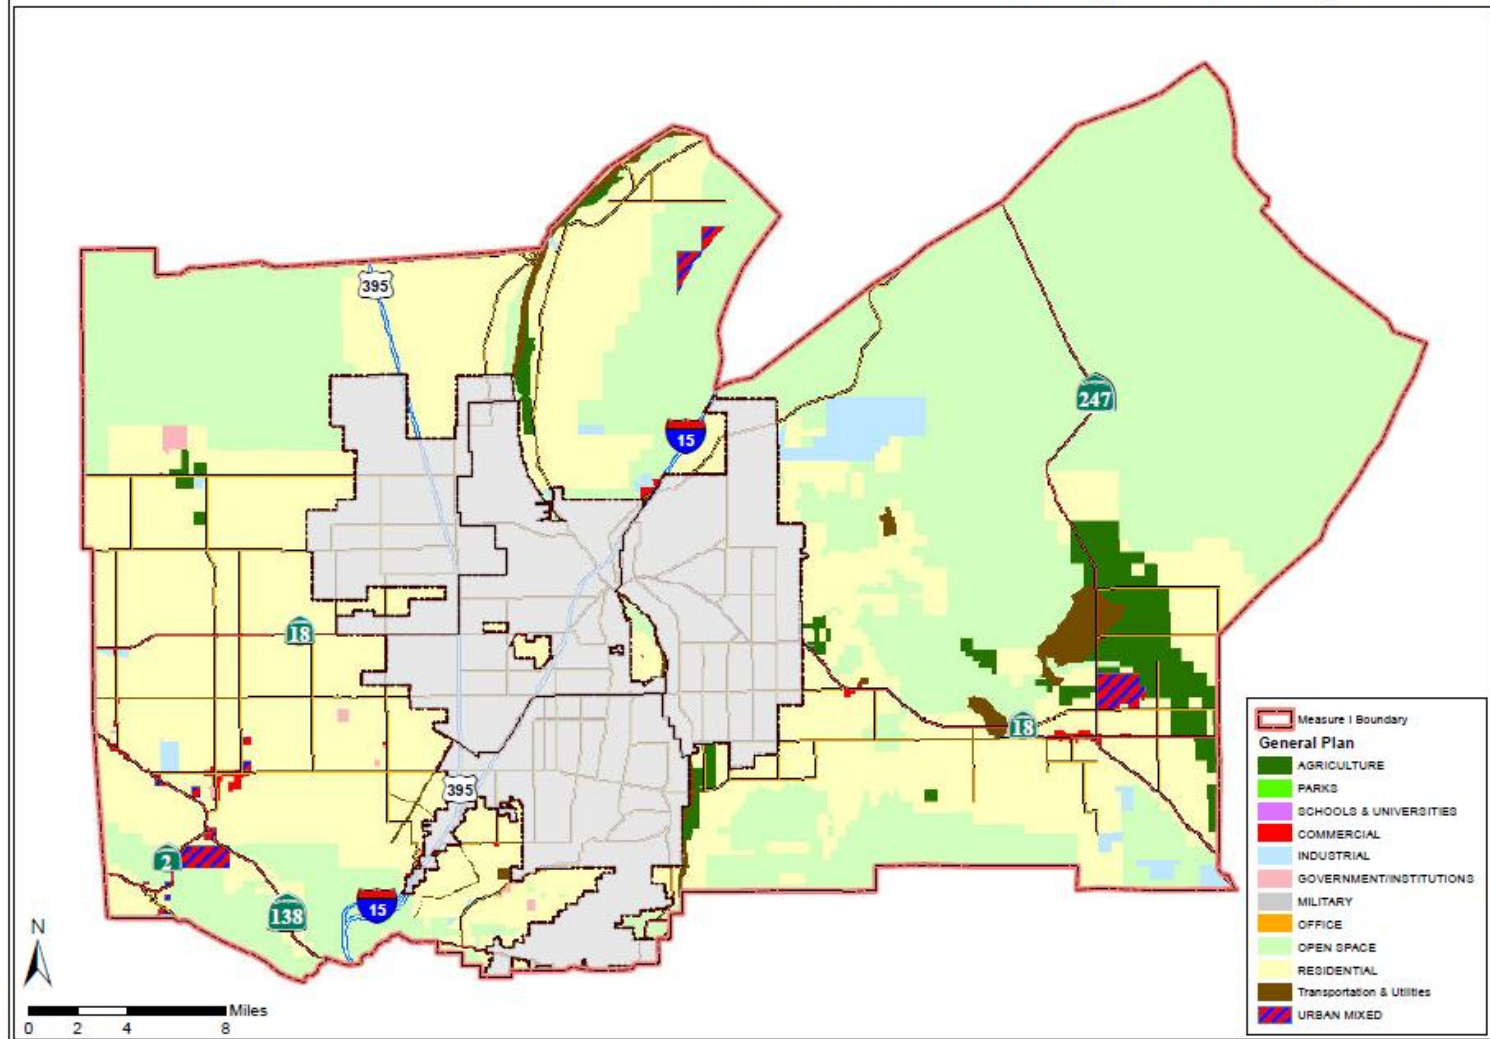 395
15
247
18
18
395
2
138
15
N
Miles
0 2 4 8
Measure I Boundary
General Plan
AGRICULTURE
PARKS
SCHOOLS & UNIVERSITIES
COMMERCIAL
INDUSTRIAL
GOVERNMENT/INSTITUTIONS
MILITARY
OFFICE
OPEN SPACE
RESIDENTIAL
Transportation & Utilities
URBAN MIXED